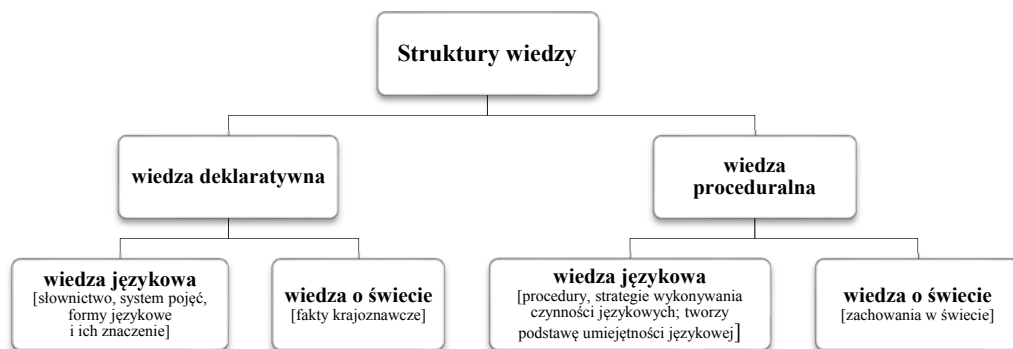 Struktury wiedzy
wiedza deklaratywna
wiedza
proceduralna
wiedza językowa
[słownictwo, system pojęć,
formy językowe
i ich znaczenie]
wiedza o świecie
[fakty krajoznawcze]
wiedza językowa
[procedury, strategie wykonywania
czynności językowych; tworzy
podstawę umiejętności językowej]
wiedza o świecie
[zachowania w świecie]